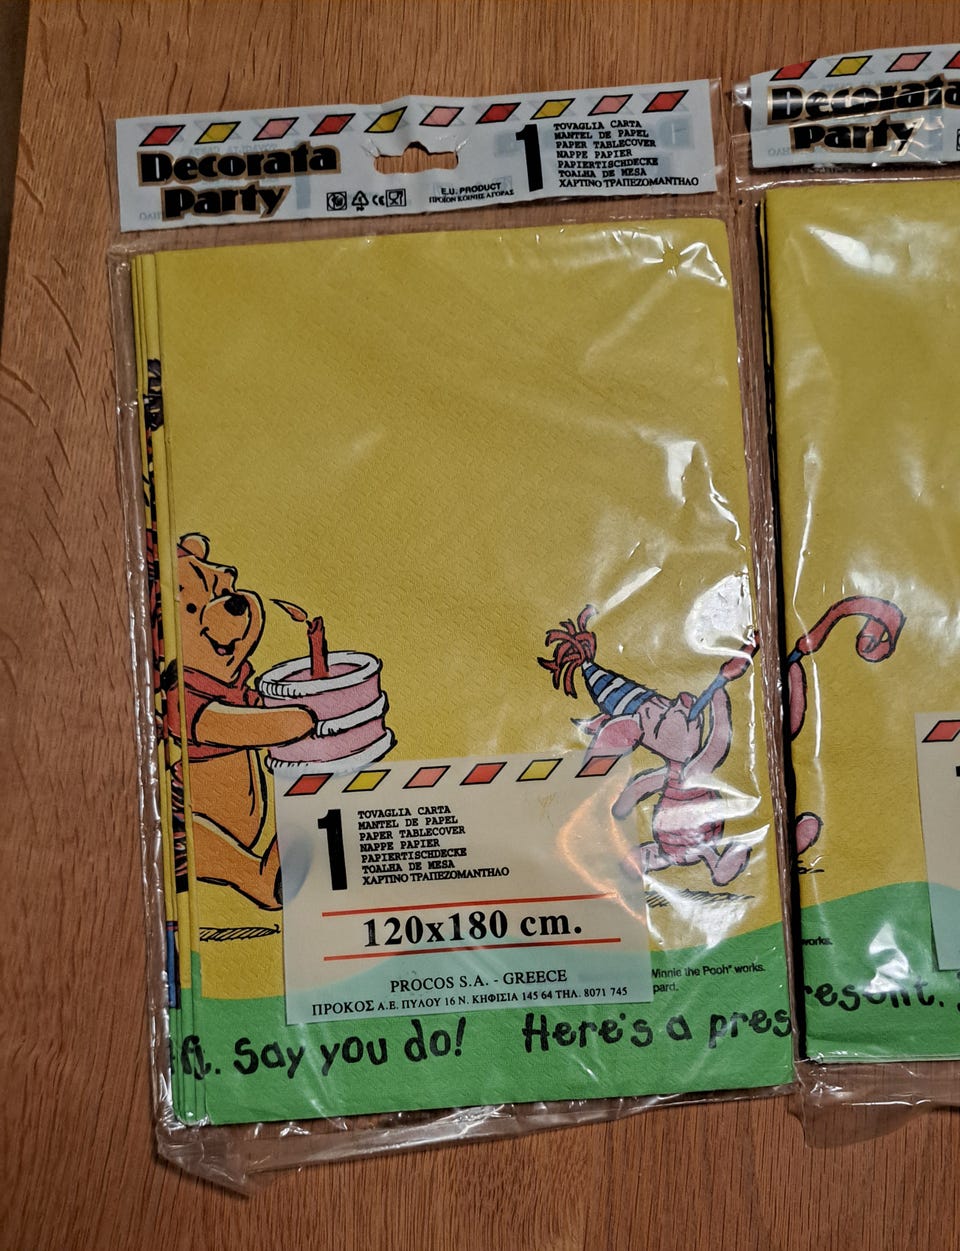 Decorata
Party
E.U. PRODUCT
ΠΡΟΪΟΝ ΚΟΙΝΗΣ ΑΓΟΡΑΣ
1
TOVAGLIA CARTA
MANTEL DE PAPEL
PAPER TABLECOVER
NAPPE PAPIER
PAPIERTISCHDECKE
TOALHA DE MESA
ΧΑΡΤΙΝΟ ΤΡΑΠΕΖΟΜΑΝΤΗΛΟ
Decorata
Party
1
TOVAGLIA CARTA
MANTEL DE PAPEL
PAPER TABLECOVER
NAPPE PAPIER
PAPIERTISCHDECKE
TOALHA DE MESA
ΧΑΡΤΙΝΟ ΤΡΑΠΕΖΟΜΑΝΤΗΛΟ
120x180 cm.
PROCOS S.A. - GREECE
ΠΡΟΚΟΣ Α.Ε. ΠΥΛΟΥ 16 Ν. ΚΗΦΙΣΙΑ 145 64 ΤΗΛ. 8071 745
Winnie the Pooh" works.
pard.
works.
Say you do! Here's a pres
resent.